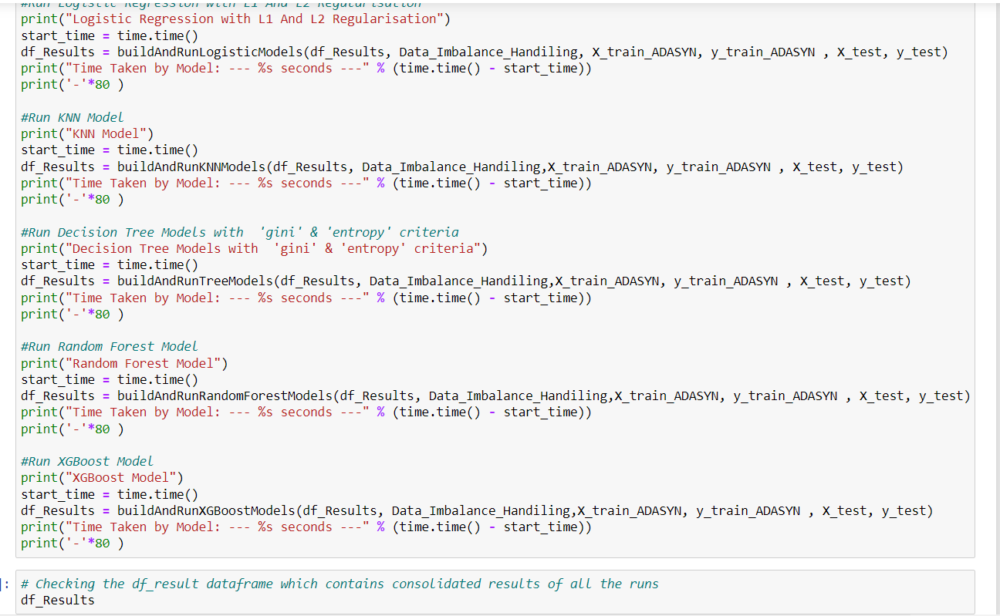 #Run Logistic Regression with L1 And L2 Regularisation
print("Logistic Regression with L1 And L2 Regularisation")
start_time = time.time()
df_Results = buildAndRunLogisticModels(df_Results, Data_Imbalance_Handiling, X_train_ADASYN, y_train_ADASYN , X_test, y_test)
print("Time Taken by Model: --- %s seconds ---" % (time.time() - start_time))
print('-'*80 )
#Run KNN Model
print("KNN Model")
start_time = time.time()
df_Results = buildAndRunKNNModels(df_Results, Data_Imbalance_Handiling,X_train_ADASYN, y_train_ADASYN , X_test, y_test)
print("Time Taken by Model: --- %s seconds ---" % (time.time() - start_time))
print('-'*80 )
#Run Decision Tree Models with  'gini' & 'entropy' criteria
print("Decision Tree Models with  'gini' & 'entropy' criteria")
start_time = time.time()
df_Results = buildAndRunTreeModels(df_Results, Data_Imbalance_Handiling,X_train_ADASYN, y_train_ADASYN , X_test, y_test)
print("Time Taken by Model: --- %s seconds ---" % (time.time() - start_time))
print('-'*80 )
#Run Random Forest Model
print("Random Forest Model")
start_time = time.time()
df_Results = buildAndRunRandomForestModels(df_Results, Data_Imbalance_Handiling,X_train_ADASYN, y_train_ADASYN , X_test, y_test)
print("Time Taken by Model: --- %s seconds ---" % (time.time() - start_time))
print('-'*80 )
#Run XGBoost Model
print("XGBoost Model")
start_time = time.time()
df_Results = buildAndRunXGBoostModels(df_Results, Data_Imbalance_Handiling,X_train_ADASYN, y_train_ADASYN , X_test, y_test)
print("Time Taken by Model: --- %s seconds ---" % (time.time() - start_time))
print('-'*80 )
]: # Checking the df_result dataframe which contains consolidated results of all the runs
df_Results